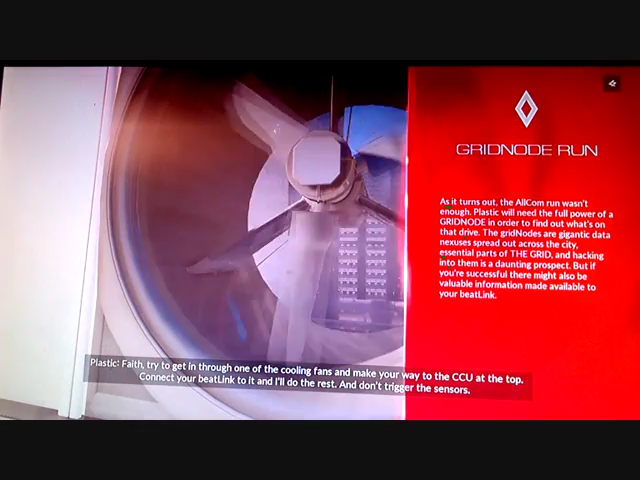 GRIDNODE RUN
As it turns out, the AllCom run wasn't
enough. Plastic will need the full power of a
GRIDNODE in order to find out what's on
that drive. The gridNodes are gigantic data
nexuses spread out across the city,
essential parts of THE GRID, and hacking
into them is a daunting prospect. But if
you're successful there might also be
valuable information made available to
your beatLink.
Plastic: Faith, try to get in through one of the cooling fans and make your way to the CCU at the top.
Connect your beatLink to it and I'll do the rest. And don't trigger the sensors.